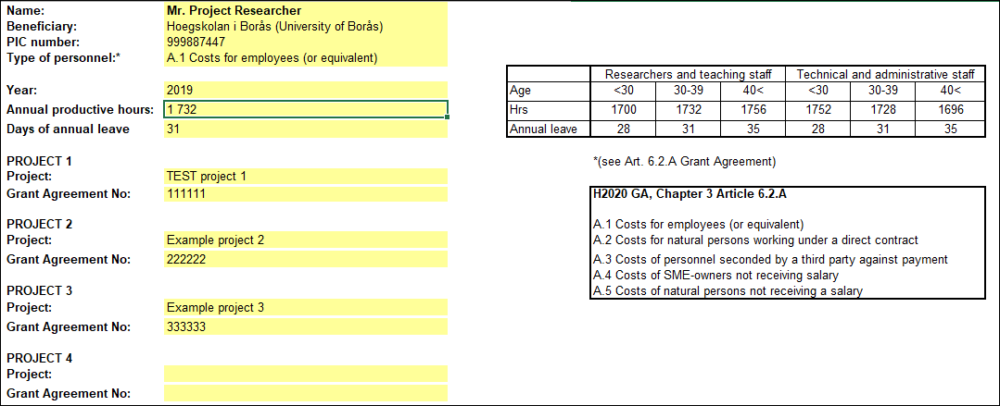 Name: Mr. Project Researcher
Beneficiary: Hoegskolan i Borås (University of Borås)
PIC number: 999887447
Type of personnel:* A.1 Costs for employees (or equivalent)
Year: 2019
Annual productive hours: 1 732
Days of annual leave 31
PROJECT 1
Project: TEST project 1
Grant Agreement No: 111111
PROJECT 2
Project: Example project 2
Grant Agreement No: 222222
PROJECT 3
Project: Example project 3
Grant Agreement No: 333333
PROJECT 4
Project:
Grant Agreement No:
Researchers and teaching staff Technical and administrative staff
Age <30 30-39 40< <30 30-39 40<
Hrs 1700 1732 1756 1752 1728 1696
Annual leave 28 31 35 28 31 35
*(see Art. 6.2.A Grant Agreement)
H2020 GA, Chapter 3 Article 6.2.A
A.1 Costs for employees (or equivalent)
A.2 Costs for natural persons working under a direct contract
A.3 Costs of personnel seconded by a third party against payment
A.4 Costs of SME-owners not receiving salary
A.5 Costs of natural persons not receiving a salary